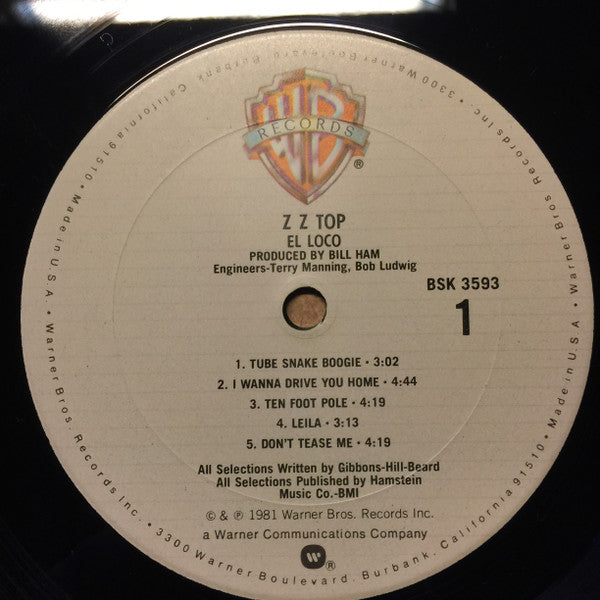 WB
RECORDS
®
Z Z TOP
EL LOCO
PRODUCED BY BILL HAM
Engineers-Terry Manning, Bob Ludwig
BSK 3593
1
1. TUBE SNAKE BOOGIE • 3:02
2. I WANNA DRIVE YOU HOME • 4:44
3. TEN FOOT POLE • 4:19
4. LEILA • 3:13
5. DON'T TEASE ME • 4:19
All Selections Written by Gibbons-Hill-Beard
All Selections Published by Hamstein
Music Co.-BMI
© & ℗ 1981 Warner Bros. Records Inc.
a Warner Communications Company
W®
• Made in U.S.A. • Warner Bros. Records Inc. • 3300 Warner Boulevard, Burbank, California 91510 • Made in U.S.A. • Warner Bros. Records Inc. • 3300 Warner Boulevard, Burbank, California 91510